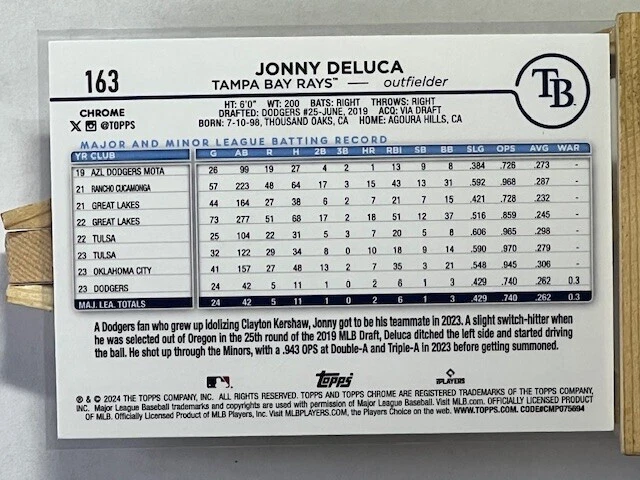 163
JONNY DELUCA
TAMPA BAY RAYS™ — outfielder
TB
CHROME
X @TOPPS
HT: 6'0" WT: 200 BATS: RIGHT THROWS: RIGHT
DRAFTED: DODGERS #25-JUNE, 2019 ACQ: VIA DRAFT
BORN: 7-10-98, THOUSAND OAKS, CA HOME: AGOURA HILLS, CA
MAJOR AND MINOR LEAGUE BATTING RECORD
YR CLUB G AB R H 2B 3B HR RBI SB BB SLG OPS AVG WAR
19 AZL DODGERS MOTA 26 99 19 27 4 2 1 13 9 8 .384 .726 .273 -
21 RANCHO CUCAMONGA 57 223 48 64 17 3 15 43 13 31 .592 .968 .287 -
21 GREAT LAKES 44 164 27 38 6 2 7 21 7 15 .421 .728 .232 -
22 GREAT LAKES 73 277 51 68 17 2 18 51 12 37 .516 .859 .245 -
22 TULSA 25 104 22 31 5 3 7 20 5 8 .606 .965 .298 -
23 TULSA 32 122 29 34 8 0 10 18 9 14 .590 .970 .279 -
23 OKLAHOMA CITY 41 157 27 48 13 2 7 35 3 21 .548 .945 .306 -
23 DODGERS 24 42 5 11 1 0 2 6 1 3 .429 .740 .262 0.3
MAJ. LEA. TOTALS 24 42 5 11 1 0 2 6 1 3 .429 .740 .262 0.3
A Dodgers fan who grew up idolizing Clayton Kershaw, Jonny got to be his teammate in 2023. A slight switch-hitter when
he was selected out of Oregon in the 25th round of the 2019 MLB Draft, Deluca ditched the left side and started driving
the ball. He shot up through the Minors, with a .943 OPS at Double-A and Triple-A in 2023 before getting summoned.
Topps
PLAYERS
® & © 2024 THE TOPPS COMPANY, INC. ALL RIGHTS RESERVED. TOPPS AND TOPPS CHROME ARE REGISTERED TRADEMARKS OF THE TOPPS COMPANY,
INC. Major League Baseball trademarks and copyrights are used with permission of Major League Baseball. Visit MLB.com. OFFICIALLY LICENSED PRODUCT
OF MLB. Officially Licensed Product of MLB Players, Inc. Visit MLBPLAYERS.COM, the Players Choice on the web. WWW.TOPPS.COM. CODE#CMP075694